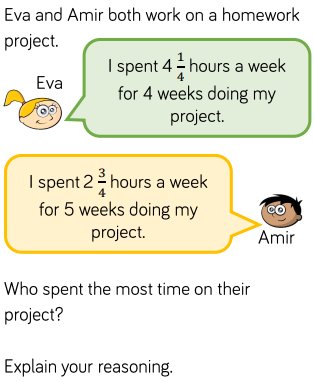 Eva and Amir both work on a homework
project.
Eva
I spent 4 1/4 hours a week
for 4 weeks doing my
project.
I spent 2 3/4 hours a week
for 5 weeks doing my
project.
Amir
Who spent the most time on their
project?
Explain your reasoning.